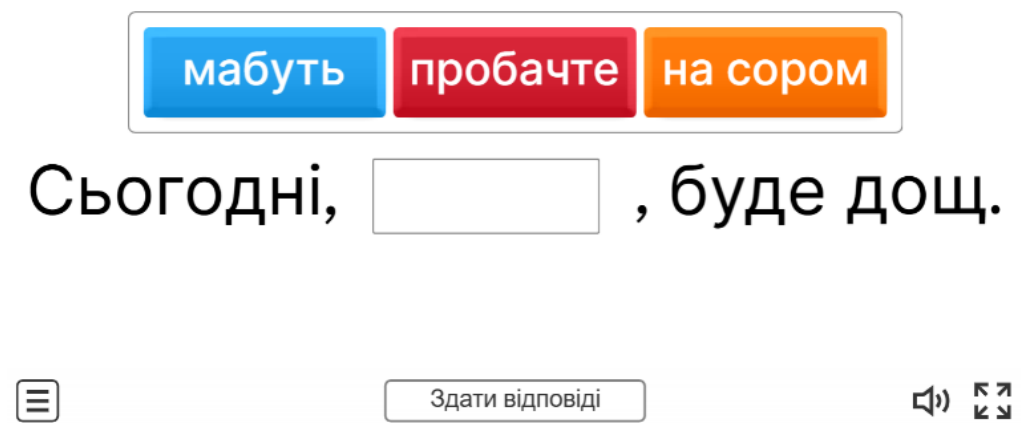 мабуть пробачте на сором
Сьогодні, , буде дощ.
Здати відповіді